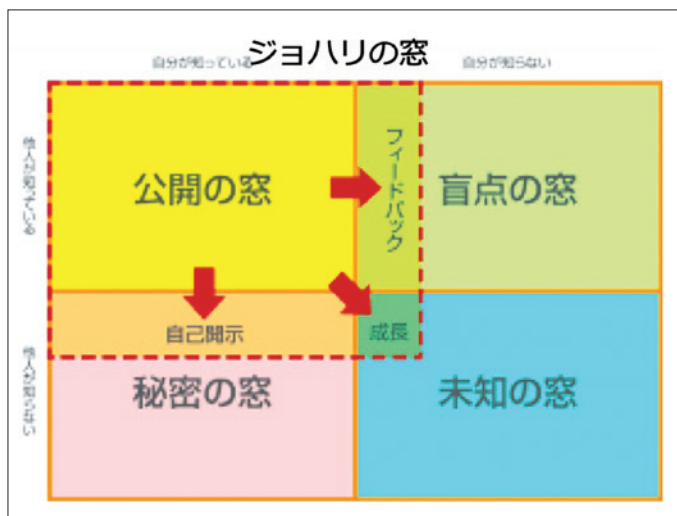 ジョハリの窓
自分が知っている
自分が知らない
他人が知っている
公開の窓
フィードバック
盲点の窓
自己開示
成長
他人が知らない
秘密の窓
未知の窓